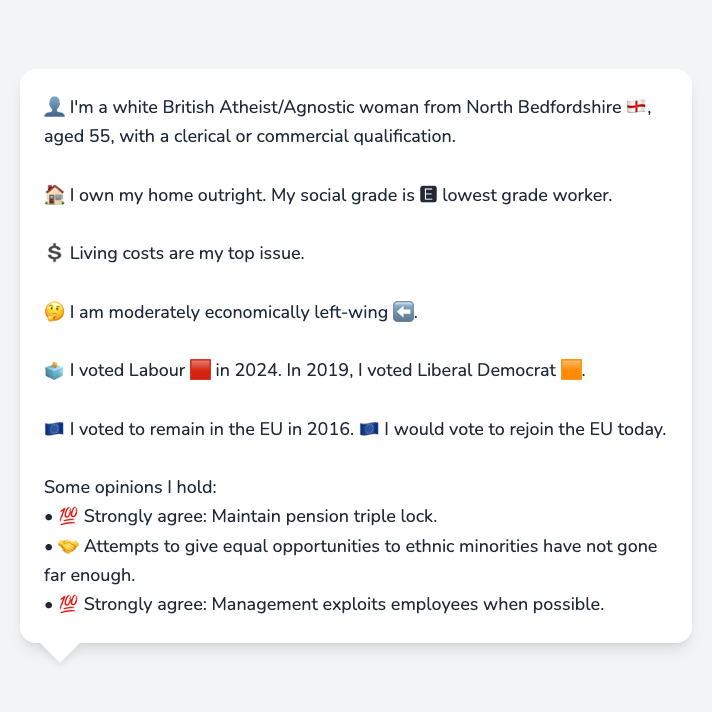 👤 I'm a white British Atheist/Agnostic woman from North Bedfordshire 🏴󠁧󠁢󠁥󠁮󠁧󠁿,
aged 55, with a clerical or commercial qualification.
🏠 I own my home outright. My social grade is 🅴 lowest grade worker.
💲 Living costs are my top issue.
🤔 I am moderately economically left-wing ⬅️.
🗳️ I voted Labour 🟥 in 2024. In 2019, I voted Liberal Democrat 🟧.
🇪🇺 I voted to remain in the EU in 2016. 🇪🇺 I would vote to rejoin the EU today.
Some opinions I hold:
• 💯 Strongly agree: Maintain pension triple lock.
• 🤝 Attempts to give equal opportunities to ethnic minorities have not gone
far enough.
• 💯 Strongly agree: Management exploits employees when possible.